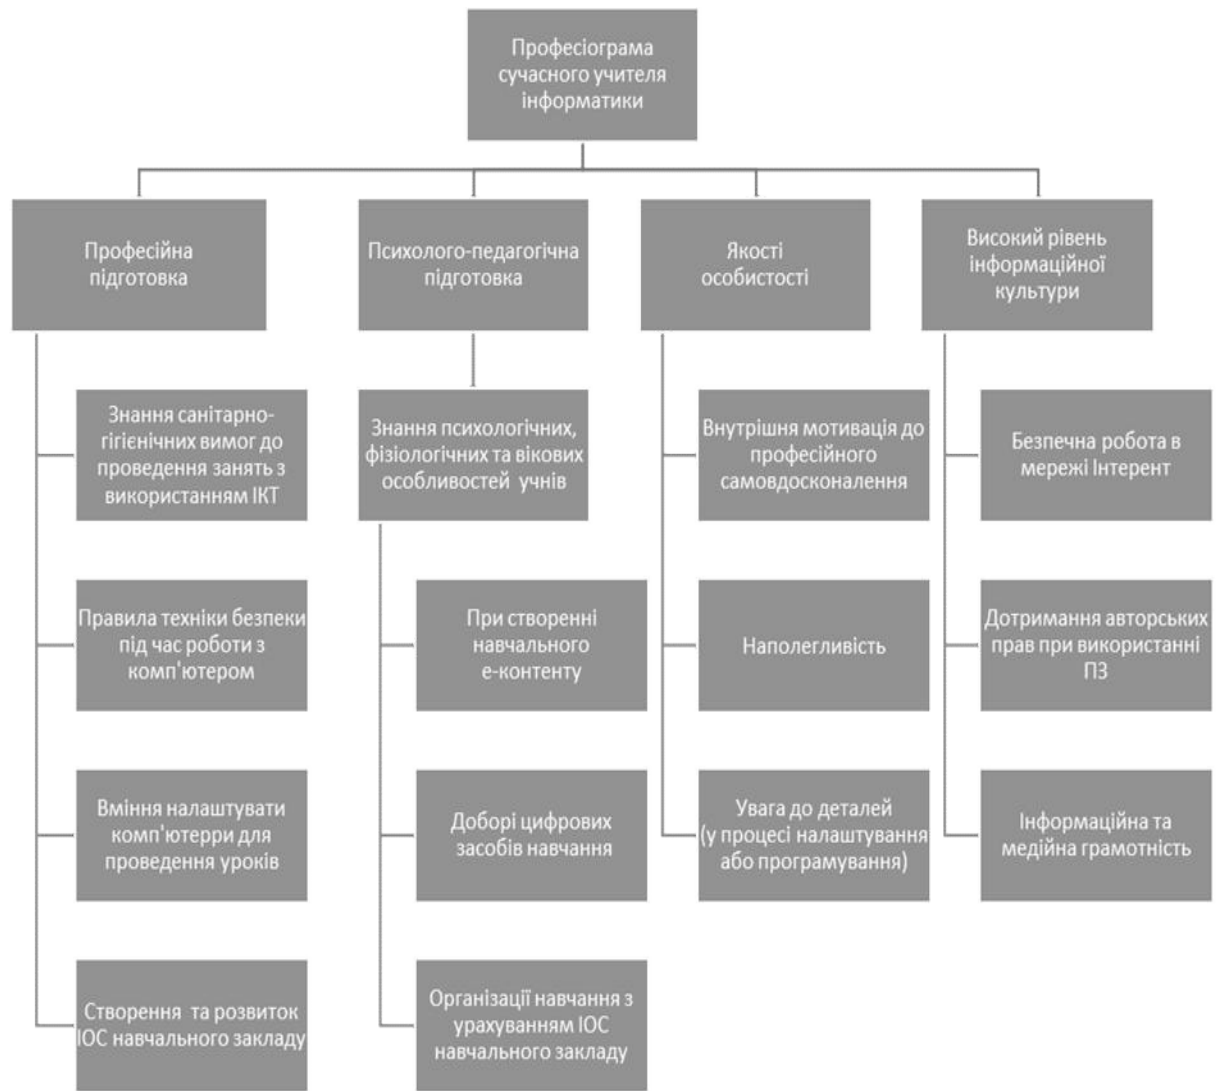 Професіограма
сучасного учителя
інформатики
Професійна
підготовка
Психолого-педагогічна
підготовка
Якості
особистості
Високий рівень
інформаційної
культури
Знання санітарно-
гігієнічних вимог до
проведення занять з
використанням ІКТ
Правила техніки безпеки
під час роботи з
комп'ютером
Вміння налаштувати
комп'ютерри для
проведення уроків
Створення та розвиток
ІОС навчального закладу
Знання психологічних,
фізіологічних та вікових
особливостей учнів
При створенні
навчального
е-контенту
Доборі цифрових
засобів навчання
Організації навчання з
урахуванням ІОС
навчального закладу
Внутрішня мотивація до
професійного
самовдосконалення
Наполегливість
Увага до деталей
(у процесі налаштування
або програмування)
Безпечна робота в
мережі Інтерент
Дотримання авторських
прав при використанні
ПЗ
Інформаційна та
медійна грамотність